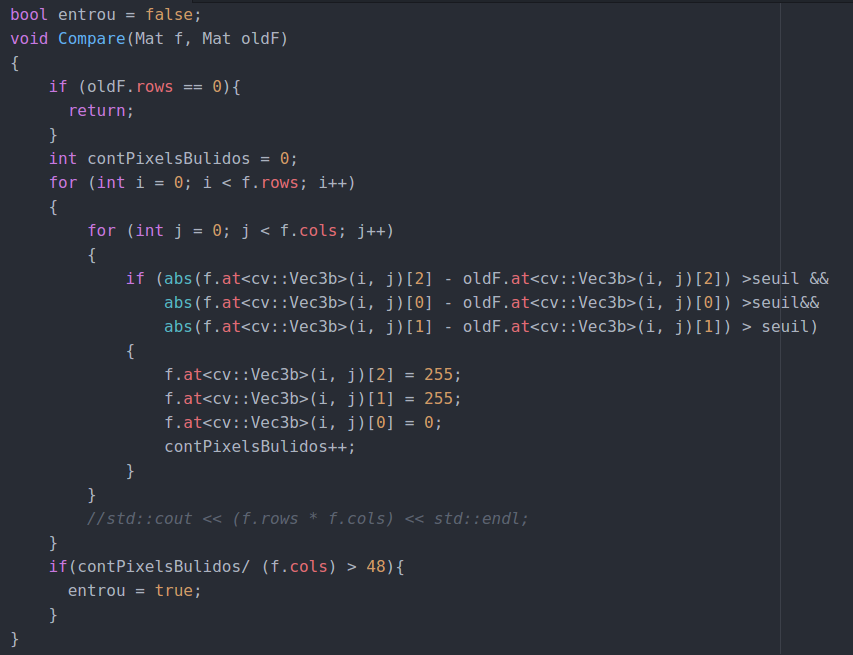 bool entrou = false;
void Compare(Mat f, Mat oldF)
{
    if (oldF.rows == 0){
      return;
    }
    int contPixelsBulidos = 0;
    for (int i = 0; i < f.rows; i++)
    {
        for (int j = 0; j < f.cols; j++)
        {
            if (abs(f.at<cv::Vec3b>(i, j)[2] - oldF.at<cv::Vec3b>(i, j)[2]) >seuil &&
                abs(f.at<cv::Vec3b>(i, j)[0] - oldF.at<cv::Vec3b>(i, j)[0]) >seuil&&
                abs(f.at<cv::Vec3b>(i, j)[1] - oldF.at<cv::Vec3b>(i, j)[1]) > seuil)
            {
                f.at<cv::Vec3b>(i, j)[2] = 255;
                f.at<cv::Vec3b>(i, j)[1] = 255;
                f.at<cv::Vec3b>(i, j)[0] = 0;
                contPixelsBulidos++;
            }
        }
        //std::cout << (f.rows * f.cols) << std::endl;
    }
    if(contPixelsBulidos/ (f.cols) > 48){
      entrou = true;
    }
}